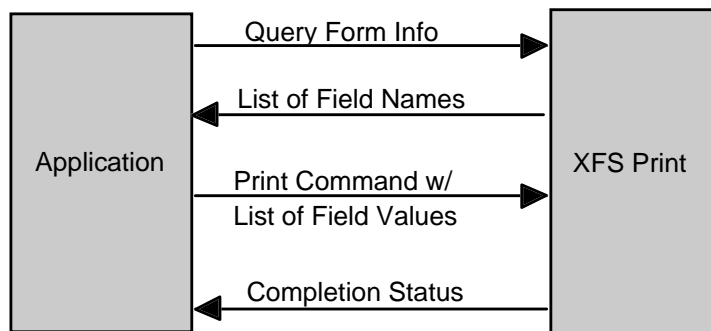 Query Form Info
List of Field Names
Application
XFS Print
Print Command w/
List of Field Values
Completion Status